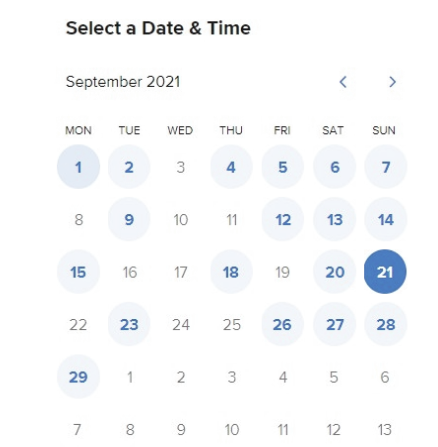 Select a Date & Time
September 2021
MON TUE WED THU FRI SAT SUN
1 2 3 4 5 6 7
8 9 10 11 12 13 14
15 16 17 18 19 20 21
22 23 24 25 26 27 28
29 1 2 3 4 5 6
7 8 9 10 11 12 13